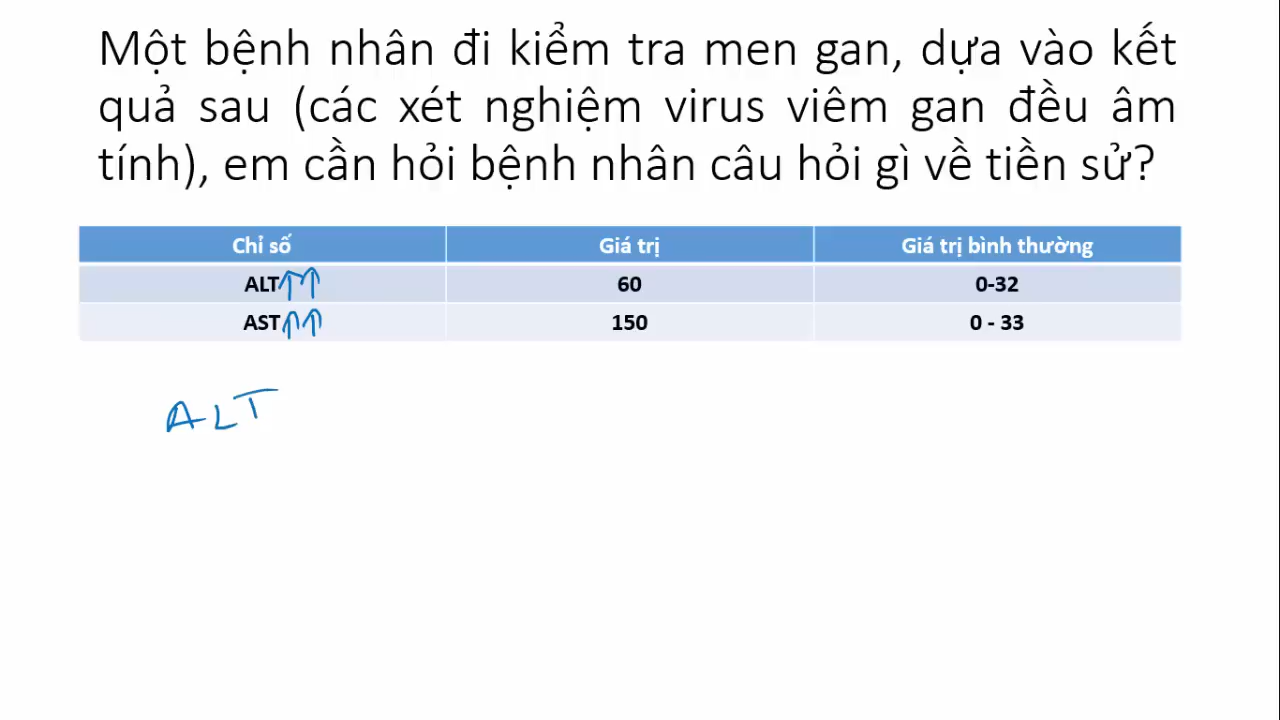 Một bệnh nhân đi kiểm tra men gan, dựa vào kết
quả sau (các xét nghiệm virus viêm gan đều âm
tính), em cần hỏi bệnh nhân câu hỏi gì về tiền sử?
Chỉ số Giá trị Giá trị bình thường
ALT↑↑ 60 0-32
AST↑↑ 150 0 - 33
ALT